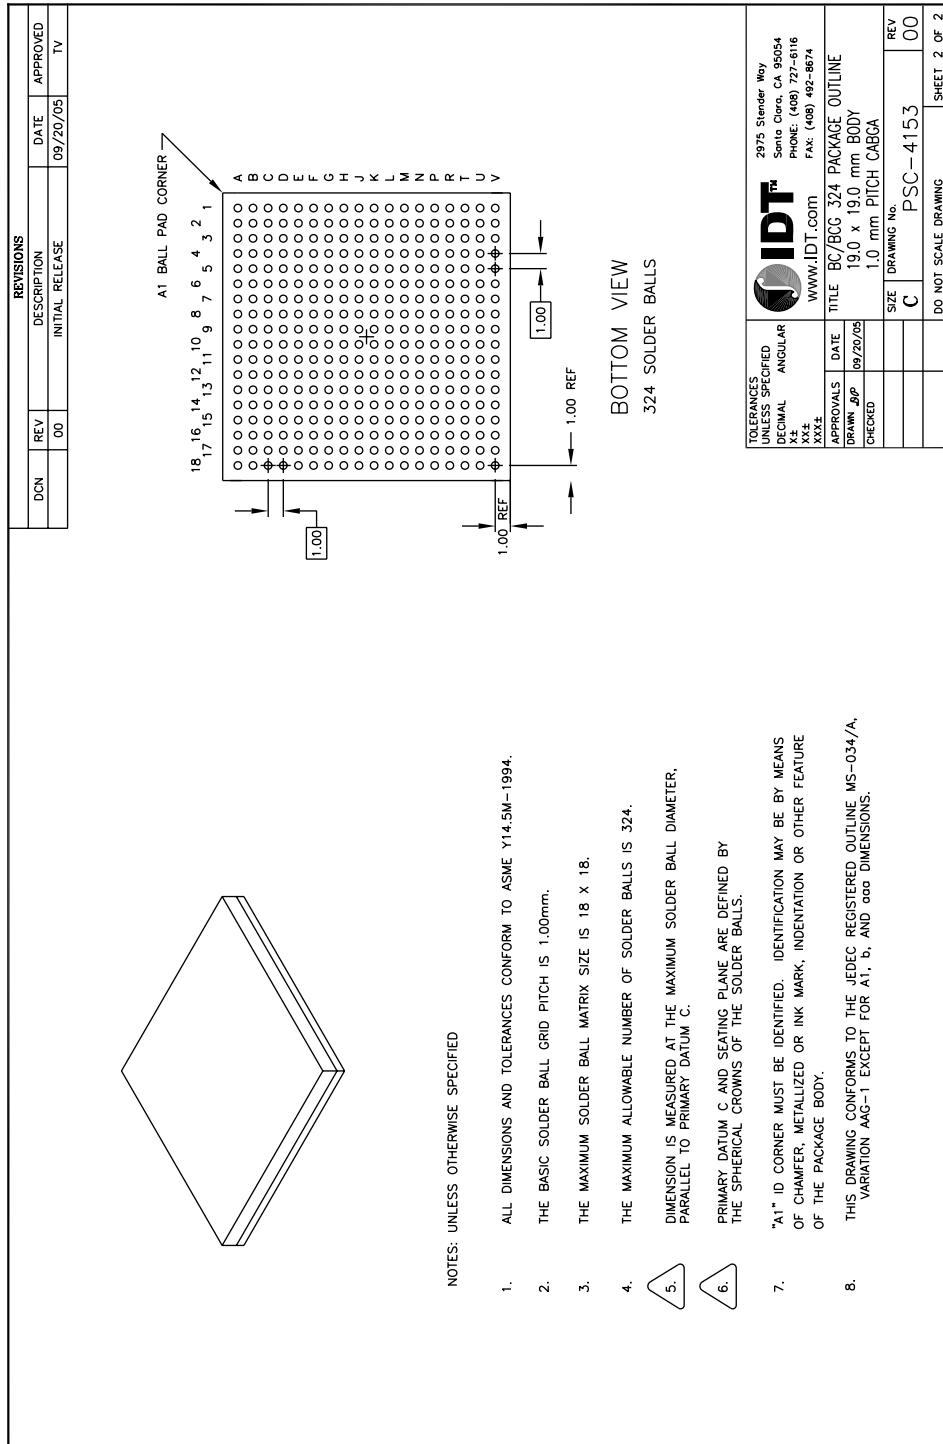 REVISIONS
DCN REV DESCRIPTION DATE APPROVED
00 INITIAL RELEASE 09/20/05 TV
A1 BALL PAD CORNER
18 17 16 15 14 13 12 11 10 9 8 7 6 5 4 3 2 1
A
B
C
D
E
F
G
H
J
K
L
M
N
P
R
T
U
V
1.00
1.00 REF
1.00 REF
1.00
BOTTOM VIEW
324 SOLDER BALLS
NOTES: UNLESS OTHERWISE SPECIFIED
1. ALL DIMENSIONS AND TOLERANCES CONFORM TO ASME Y14.5M-1994.
2. THE BASIC SOLDER BALL GRID PITCH IS 1.00mm.
3. THE MAXIMUM SOLDER BALL MATRIX SIZE IS 18 X 18.
4. THE MAXIMUM ALLOWABLE NUMBER OF SOLDER BALLS IS 324.
5. DIMENSION IS MEASURED AT THE MAXIMUM SOLDER BALL DIAMETER,
PARALLEL TO PRIMARY DATUM C.
6. PRIMARY DATUM C AND SEATING PLANE ARE DEFINED BY
THE SPHERICAL CROWNS OF THE SOLDER BALLS.
7. "A1" ID CORNER MUST BE IDENTIFIED. IDENTIFICATION MAY BE BY MEANS
OF CHAMFER, METALLIZED OR INK MARK, INDENTATION OR OTHER FEATURE
OF THE PACKAGE BODY.
8. THIS DRAWING CONFORMS TO THE JEDEC REGISTERED OUTLINE MS-034/A,
VARIATION AAG-1 EXCEPT FOR A1, b, AND aaa DIMENSIONS.
TOLERANCES
UNLESS SPECIFIED
DECIMAL ANGULAR
X±
XX±
XXX±
APPROVALS DATE
DRAWN 09/20/05
CHECKED
IDT™
www.IDT.com
2975 Stender Way
Santa Clara, CA 95054
PHONE: (408) 727-6116
FAX: (408) 492-8674
TITLE BC/BCG 324 PACKAGE OUTLINE
19.0 x 19.0 mm BODY
1.0 mm PITCH CABGA
SIZE DRAWING No. REV
C PSC-4153 00
DO NOT SCALE DRAWING SHEET 2 OF 2